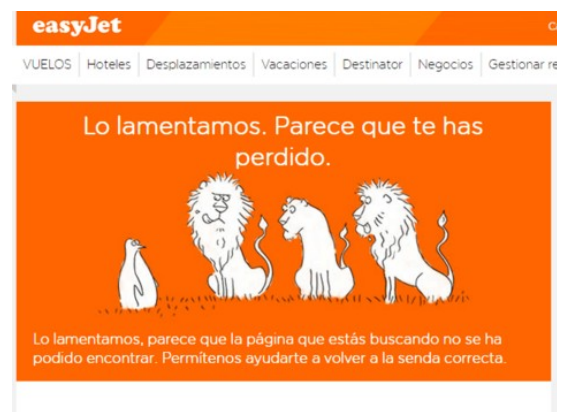 easyJet
VUELOS Hoteles Desplazamientos Vacaciones Destinator Negocios Gestionar
Lo lamentamos. Parece que te has
perdido.
Lo lamentamos, parece que la página que estás buscando no se ha
podido encontrar. Permítenos ayudarte a volver a la senda correcta.